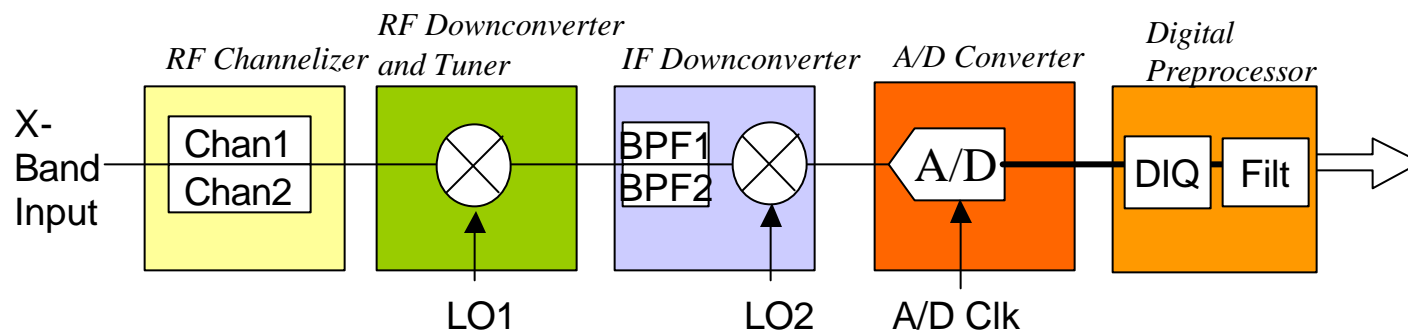 RF Channelizer
RF Downconverter
and Tuner
IF Downconverter
A/D Converter
Digital
Preprocessor
X-
Band
Input
Chan1
Chan2
BPF1
BPF2
A/D
DIQ
Filt
LO1
LO2
A/D Clk